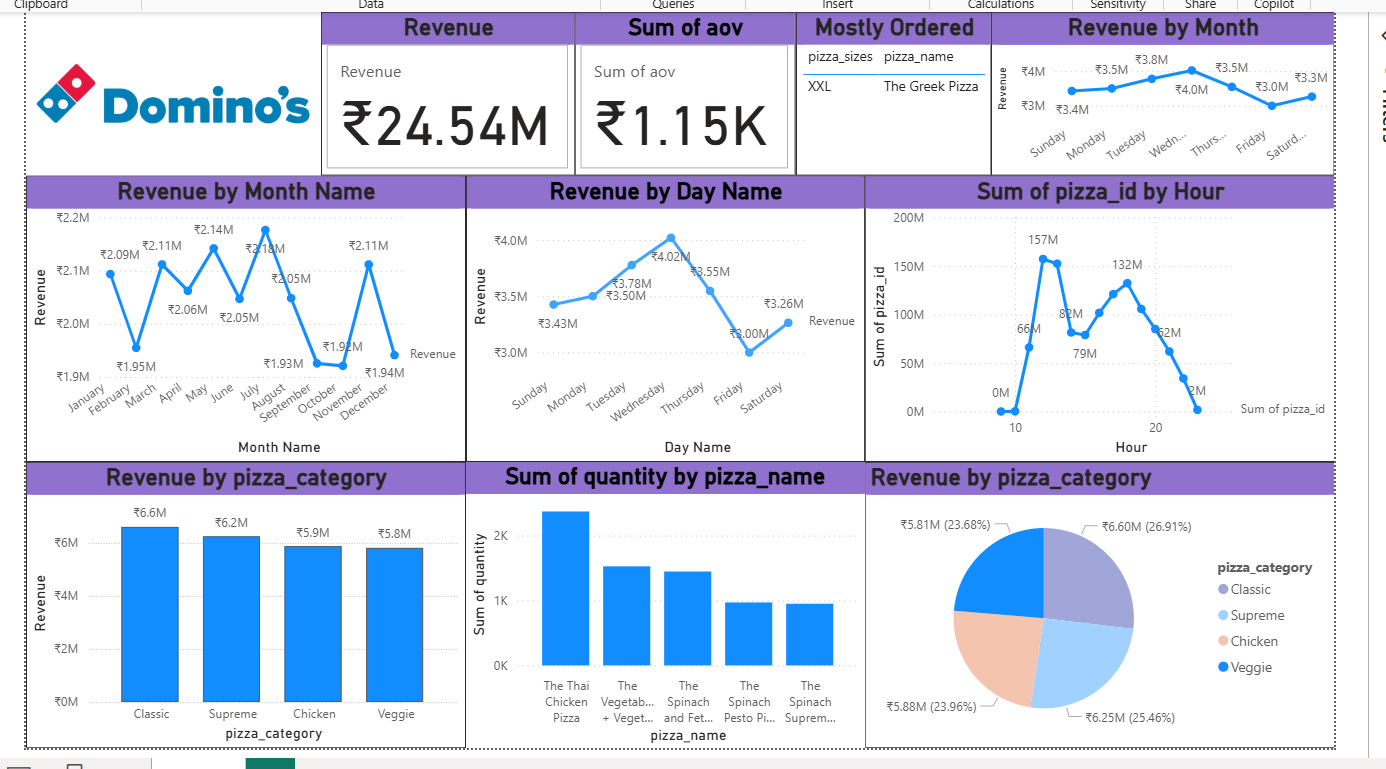 Clipboard
Data
Queries
Insert
Calculations
Sensitivity
Share
Copilot
Domino's
Revenue
Revenue
₹24.54M
Sum of aov
Sum of aov
₹1.15K
Mostly Ordered
pizza_sizes pizza_name
XXL The Greek Pizza
Revenue by Month
Revenue
₹4M
₹3M
₹3.4M
₹3.5M
₹3.8M
₹4.0M
₹3.5M
₹3.0M
₹3.3M
Sunday
Monday
Tuesday
Wedn...
Thurs...
Friday
Saturd...
Revenue by Month Name
Revenue
₹2.2M
₹2.1M
₹2.0M
₹1.9M
₹2.09M
₹1.95M
₹2.11M
₹2.06M
₹2.14M
₹2.05M
₹2.18M
₹2.05M
₹1.93M
₹1.92M
₹2.11M
₹1.94M
Revenue
January
February
March
April
May
June
July
August
September
October
November
December
Month Name
Revenue by Day Name
Revenue
₹4.0M
₹3.5M
₹3.0M
₹3.43M
₹3.50M
₹3.78M
₹4.02M
₹3.55M
₹3.00M
₹3.26M
Revenue
Sunday
Monday
Tuesday
Wednesday
Thursday
Friday
Saturday
Day Name
Sum of pizza_id by Hour
Sum of pizza_id
200M
150M
100M
50M
0M
0M
66M
157M
82M
79M
132M
62M
2M
Sum of pizza_id
10
20
Hour
Revenue by pizza_category
Revenue
₹6M
₹4M
₹2M
₹0M
₹6.6M
₹6.2M
₹5.9M
₹5.8M
Classic
Supreme
Chicken
Veggie
pizza_category
Sum of quantity by pizza_name
Sum of quantity
2K
1K
0K
The Thai
Chicken
Pizza
The
Vegetab...
+ Veget...
The
Spinach
and Fet...
The
Spinach
Pesto Pi...
The
Spinach
Suprem...
pizza_name
Revenue by pizza_category
₹5.81M (23.68%)
₹6.60M (26.91%)
₹5.88M (23.96%)
₹6.25M (25.46%)
pizza_category
Classic
Supreme
Chicken
Veggie